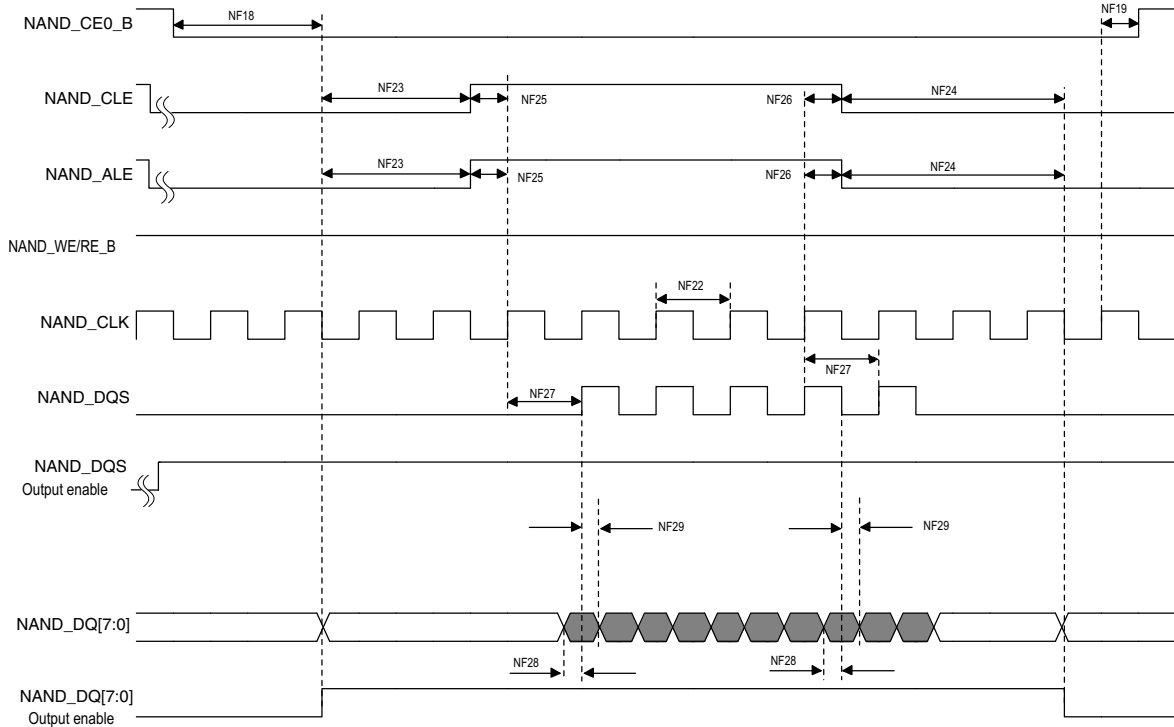 NF18
NF19
NAND_CE0_B
NF23
NF25
NF26
NF24
NAND_CLE
NF23
NF25
NF26
NF24
NAND_ALE
NAND_WE/RE_B
NF22
NAND_CLK
NF27
NF27
NAND_DQS
NAND_DQS
Output enable
NF29
NF29
NAND_DQ[7:0]
NF28
NF28
NAND_DQ[7:0]
Output enable